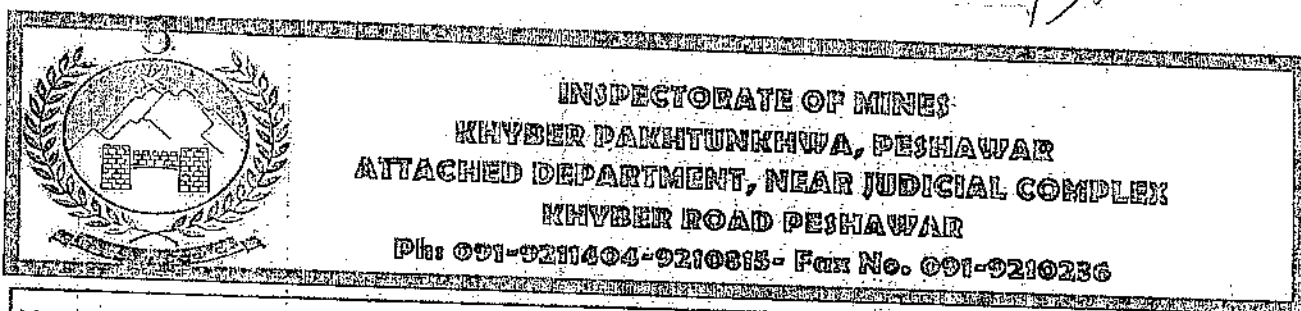 INSPECTORATE OF MINES
KHYBER PAKHTUNKHWA, PESHAWAR
ATTACHED DEPARTMENT, NEAR JUDICIAL COMPLEX
KHYBER ROAD PESHAWAR
Ph: 091-9211404-9210815- Fax No. 091-9210236